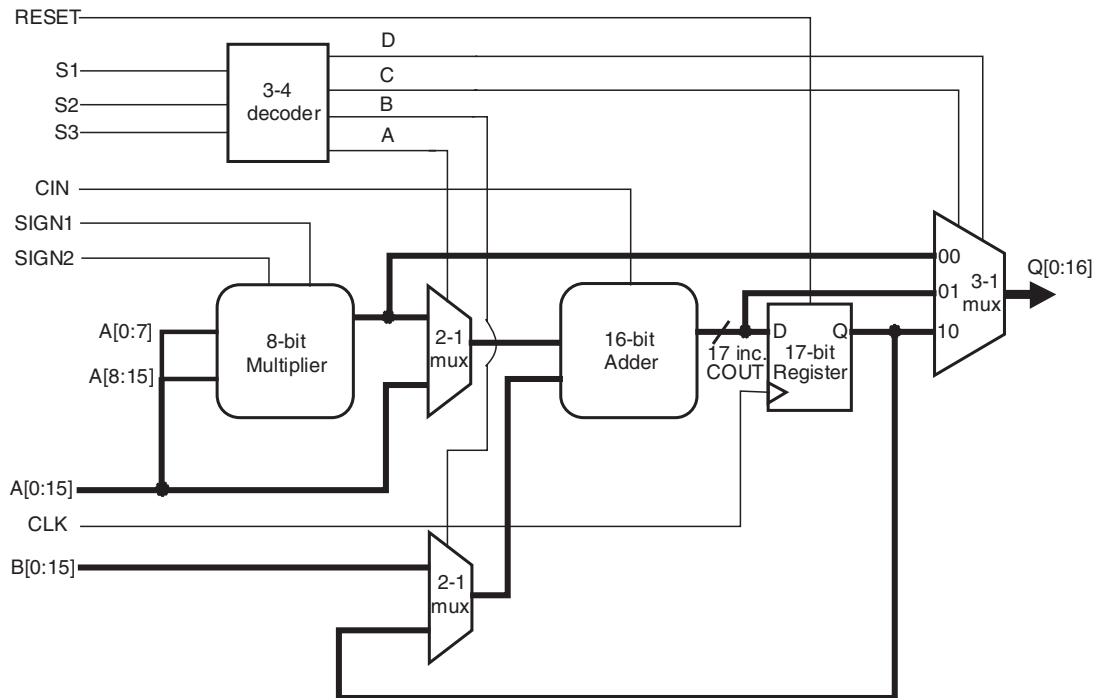 RESET
D
S1
3-4
decoder
C
S2
B
S3
A
CIN
SIGN1
SIGN2
00
Q[0:16]
01
3-1
mux
A[0:7]
8-bit
Multiplier
2-1
mux
16-bit
Adder
D
Q
10
17 inc.
COUT
17-bit
Register
A[8:15]
A[0:15]
CLK
B[0:15]
2-1
mux